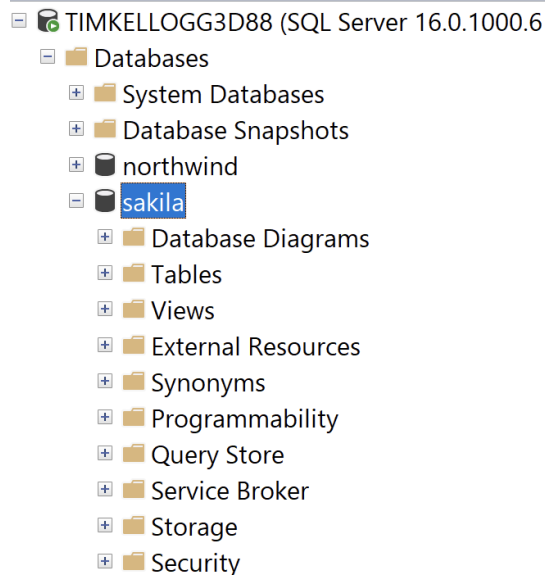 TIMKELLOGG3D88 (SQL Server 16.0.1000.6
Databases
System Databases
Database Snapshots
northwind
sakila
Database Diagrams
Tables
Views
External Resources
Synonyms
Programmability
Query Store
Service Broker
Storage
Security